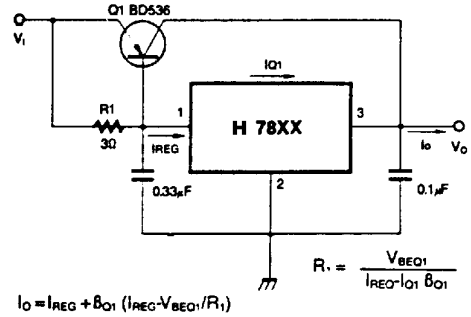 Q1 BD536
VI
IQ1
R1
3Ω
1
IREG
H 78XX
3
IO
VO
0.33μF
2
0.1μF
R1 = VBEQ1 / IREG-IQ1 βQ1
IO = IREG + βQ1 (IREG-VBEQ1/R1)